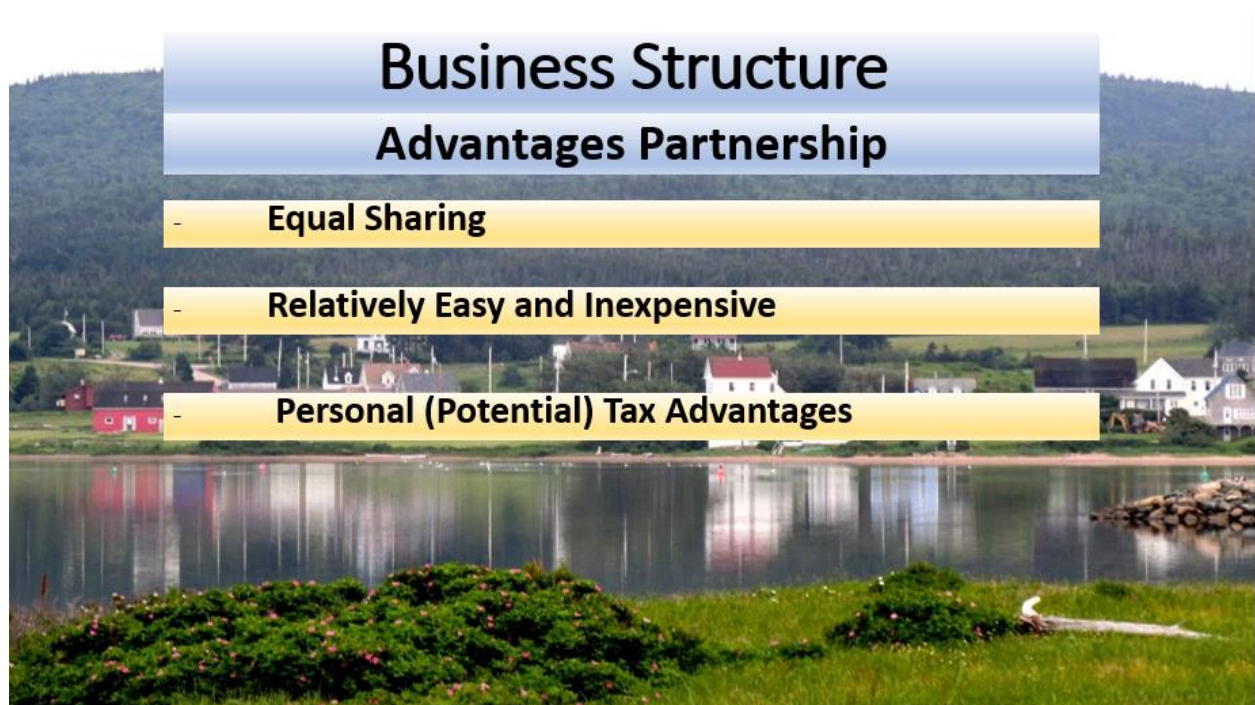 Business Structure
Advantages Partnership
- Equal Sharing
- Relatively Easy and Inexpensive
- Personal (Potential) Tax Advantages